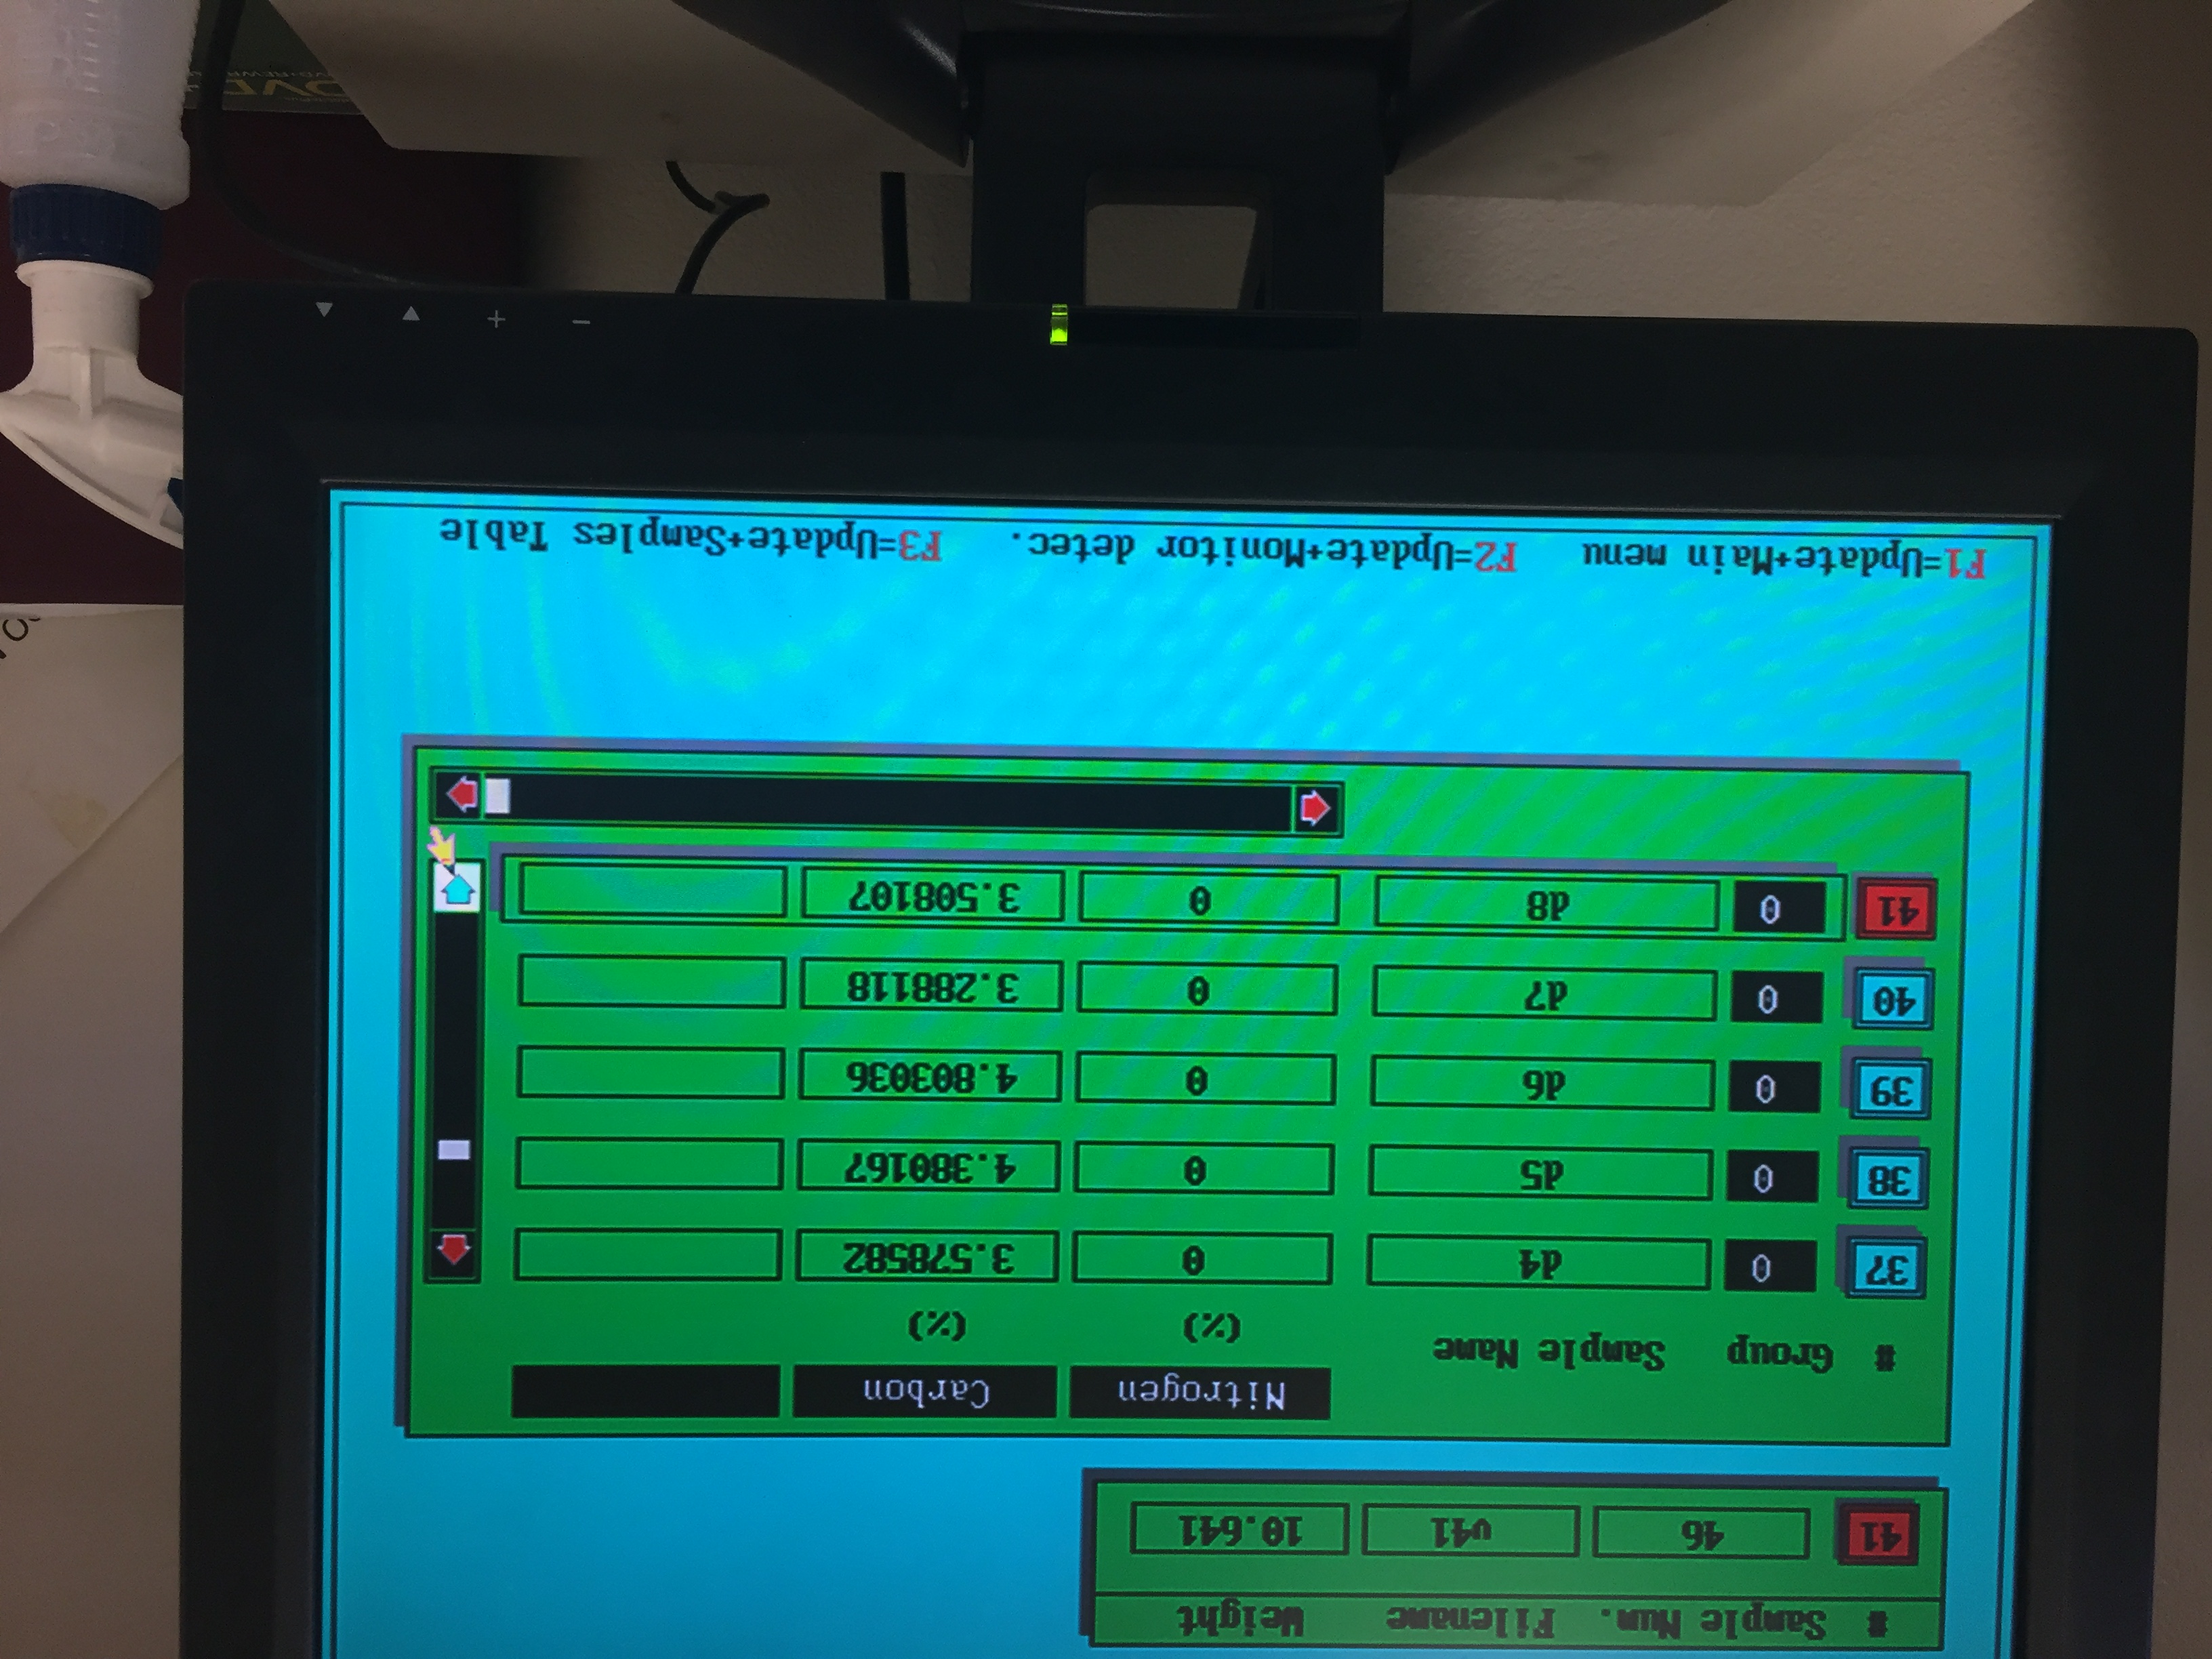 # Sample Num. Filename Weight
41 46 v41 10.641
Nitrogen Carbon
# Group Sample Name (%) (%)
37 0 d4 0 3.578582
38 0 d5 0 4.380167
39 0 d6 0 4.803036
40 0 d7 0 3.288118
41 0 d8 0 3.508107
F1=Update+Main menu F2=Update+Monitor detec. F3=Update+Samples Table
− + ▼ ▲